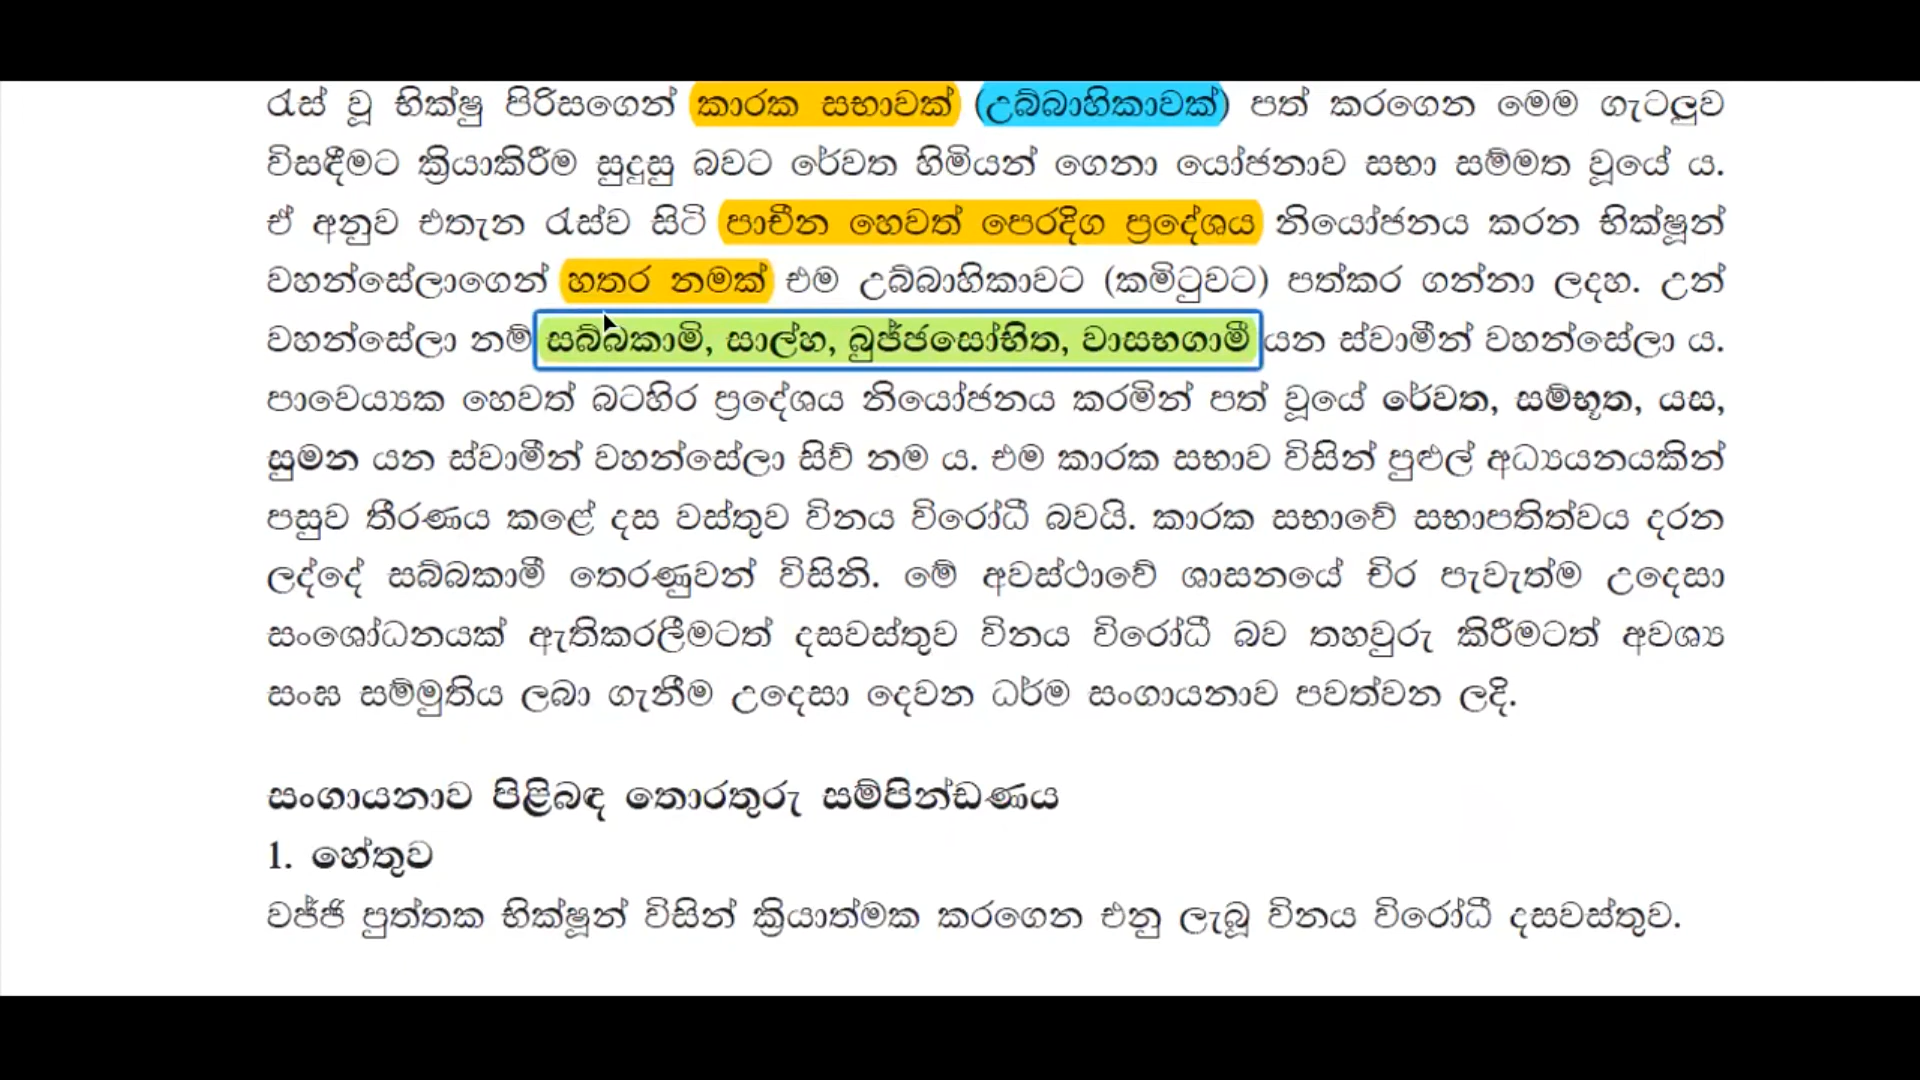 රැස් වූ භික්ෂු පිරිසගෙන් කාරක සභාවක් (උබ්බාහිකාවක්) පත් කරගෙන මෙම ගැටලුව
විසඳීමට ක්‍රියාකිරීම සුදුසු බවට රේවත හිමියන් ගෙනා යෝජනාව සභා සම්මත වූයේ ය.
ඒ අනුව එතැන රැස්ව සිටි පාචීන හෙවත් පෙරදිග ප්‍රදේශය නියෝජනය කරන භික්ෂූන්
වහන්සේලාගෙන් හතර නමක් එම උබ්බාහිකාවට (කමිටුවට) පත්කර ගන්නා ලදහ. උන්
වහන්සේලා නම් සබ්බකාමි, සාල්හ, බුජ්ජසෝභිත, වාසභගාමී යන ස්වාමීන් වහන්සේලා ය.
පාවෙය්‍යක හෙවත් බටහිර ප්‍රදේශය නියෝජනය කරමින් පත් වූයේ රේවත, සම්භූත, යස,
සුමන යන ස්වාමීන් වහන්සේලා සිව් නම ය. එම කාරක සභාව විසින් පුළුල් අධ්‍යයනයකින්
පසුව තීරණය කළේ දස වස්තුව විනය විරෝධී බවයි. කාරක සභාවේ සභාපතිත්වය දරන
ලද්දේ සබ්බකාමී තෙරණුවන් විසිනි. මේ අවස්ථාවේ ශාසනයේ චිර පැවැත්ම උදෙසා
සංශෝධනයක් ඇතිකරලීමටත් දසවස්තුව විනය විරෝධී බව තහවුරු කිරීමටත් අවශ්‍ය
සංඝ සම්මුතිය ලබා ගැනීම උදෙසා දෙවන ධර්ම සංගායනාව පවත්වන ලදි.
සංගායනාව පිළිබඳ තොරතුරු සම්පින්ඩණය
1. හේතුව
වජ්ජි පුත්තක භික්ෂූන් විසින් ක්‍රියාත්මක කරගෙන එනු ලැබූ විනය විරෝධී දසවස්තුව.